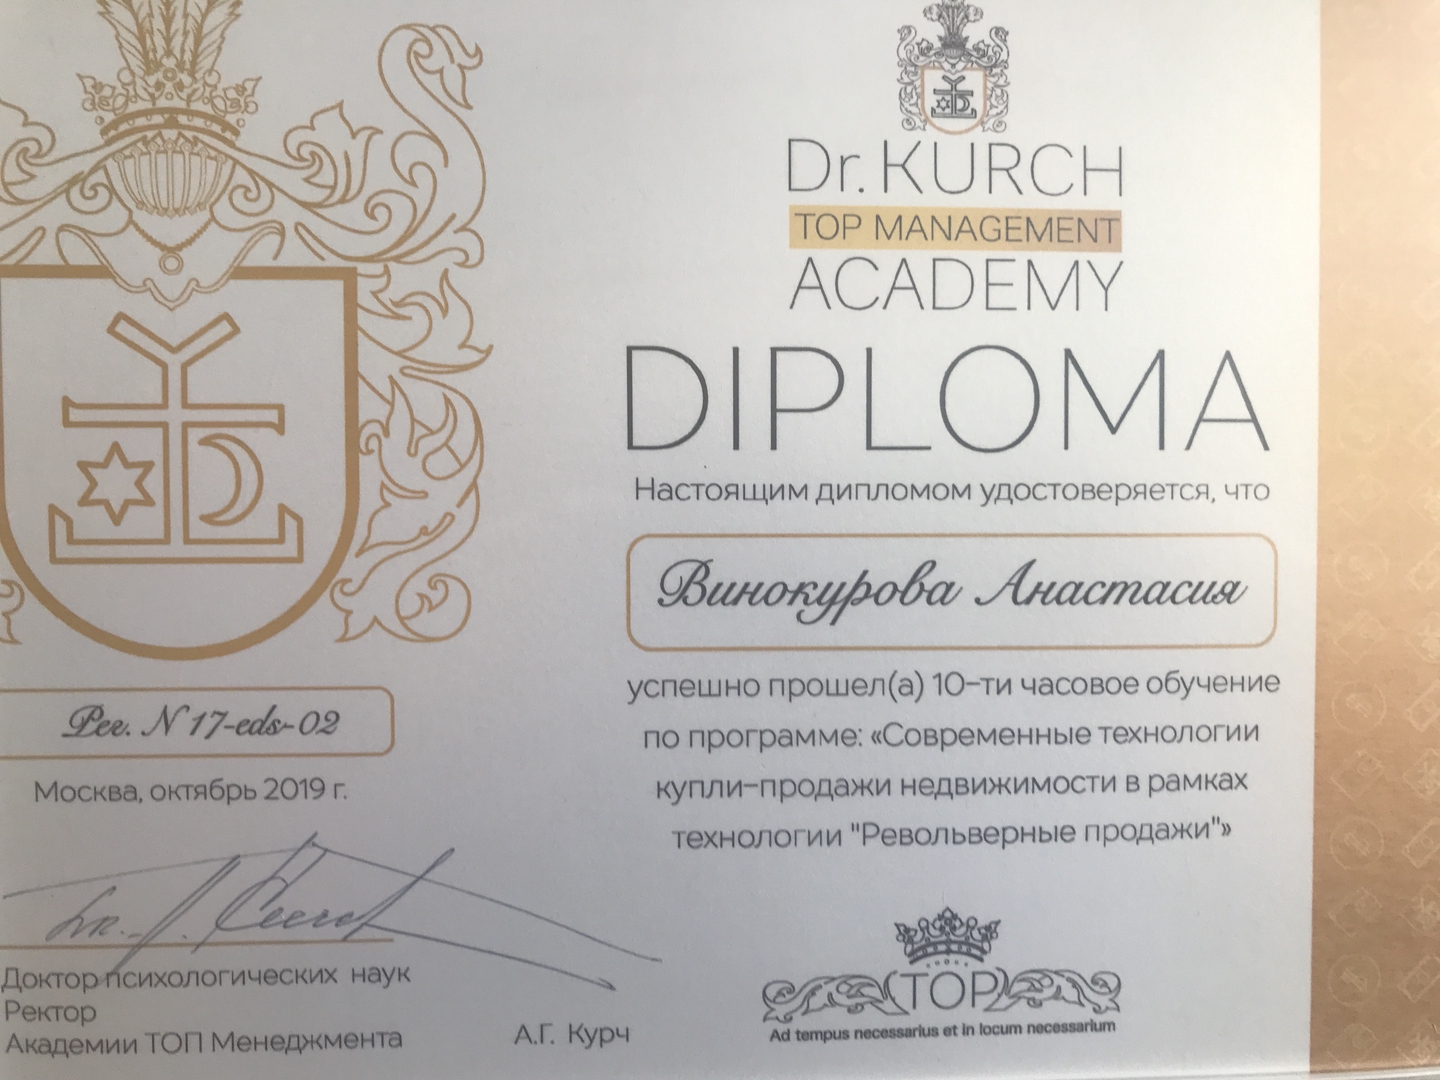 Dr. KURCH
TOP MANAGEMENT
ACADEMY
DIPLOMA
Настоящим дипломом удостоверяется, что
Винокурова Анастасия
успешно прошел(а) 10-ти часовое обучение
по программе: «Современные технологии
купли-продажи недвижимости в рамках
технологии "Револьверные продажи"»
Рег. N 17-eds-02
Москва, октябрь 2019 г.
Доктор психологических наук
Ректор
Академии ТОП Менеджмента
А.Г. Курч
TOP
Ad tempus necessarius et in locum necessarium